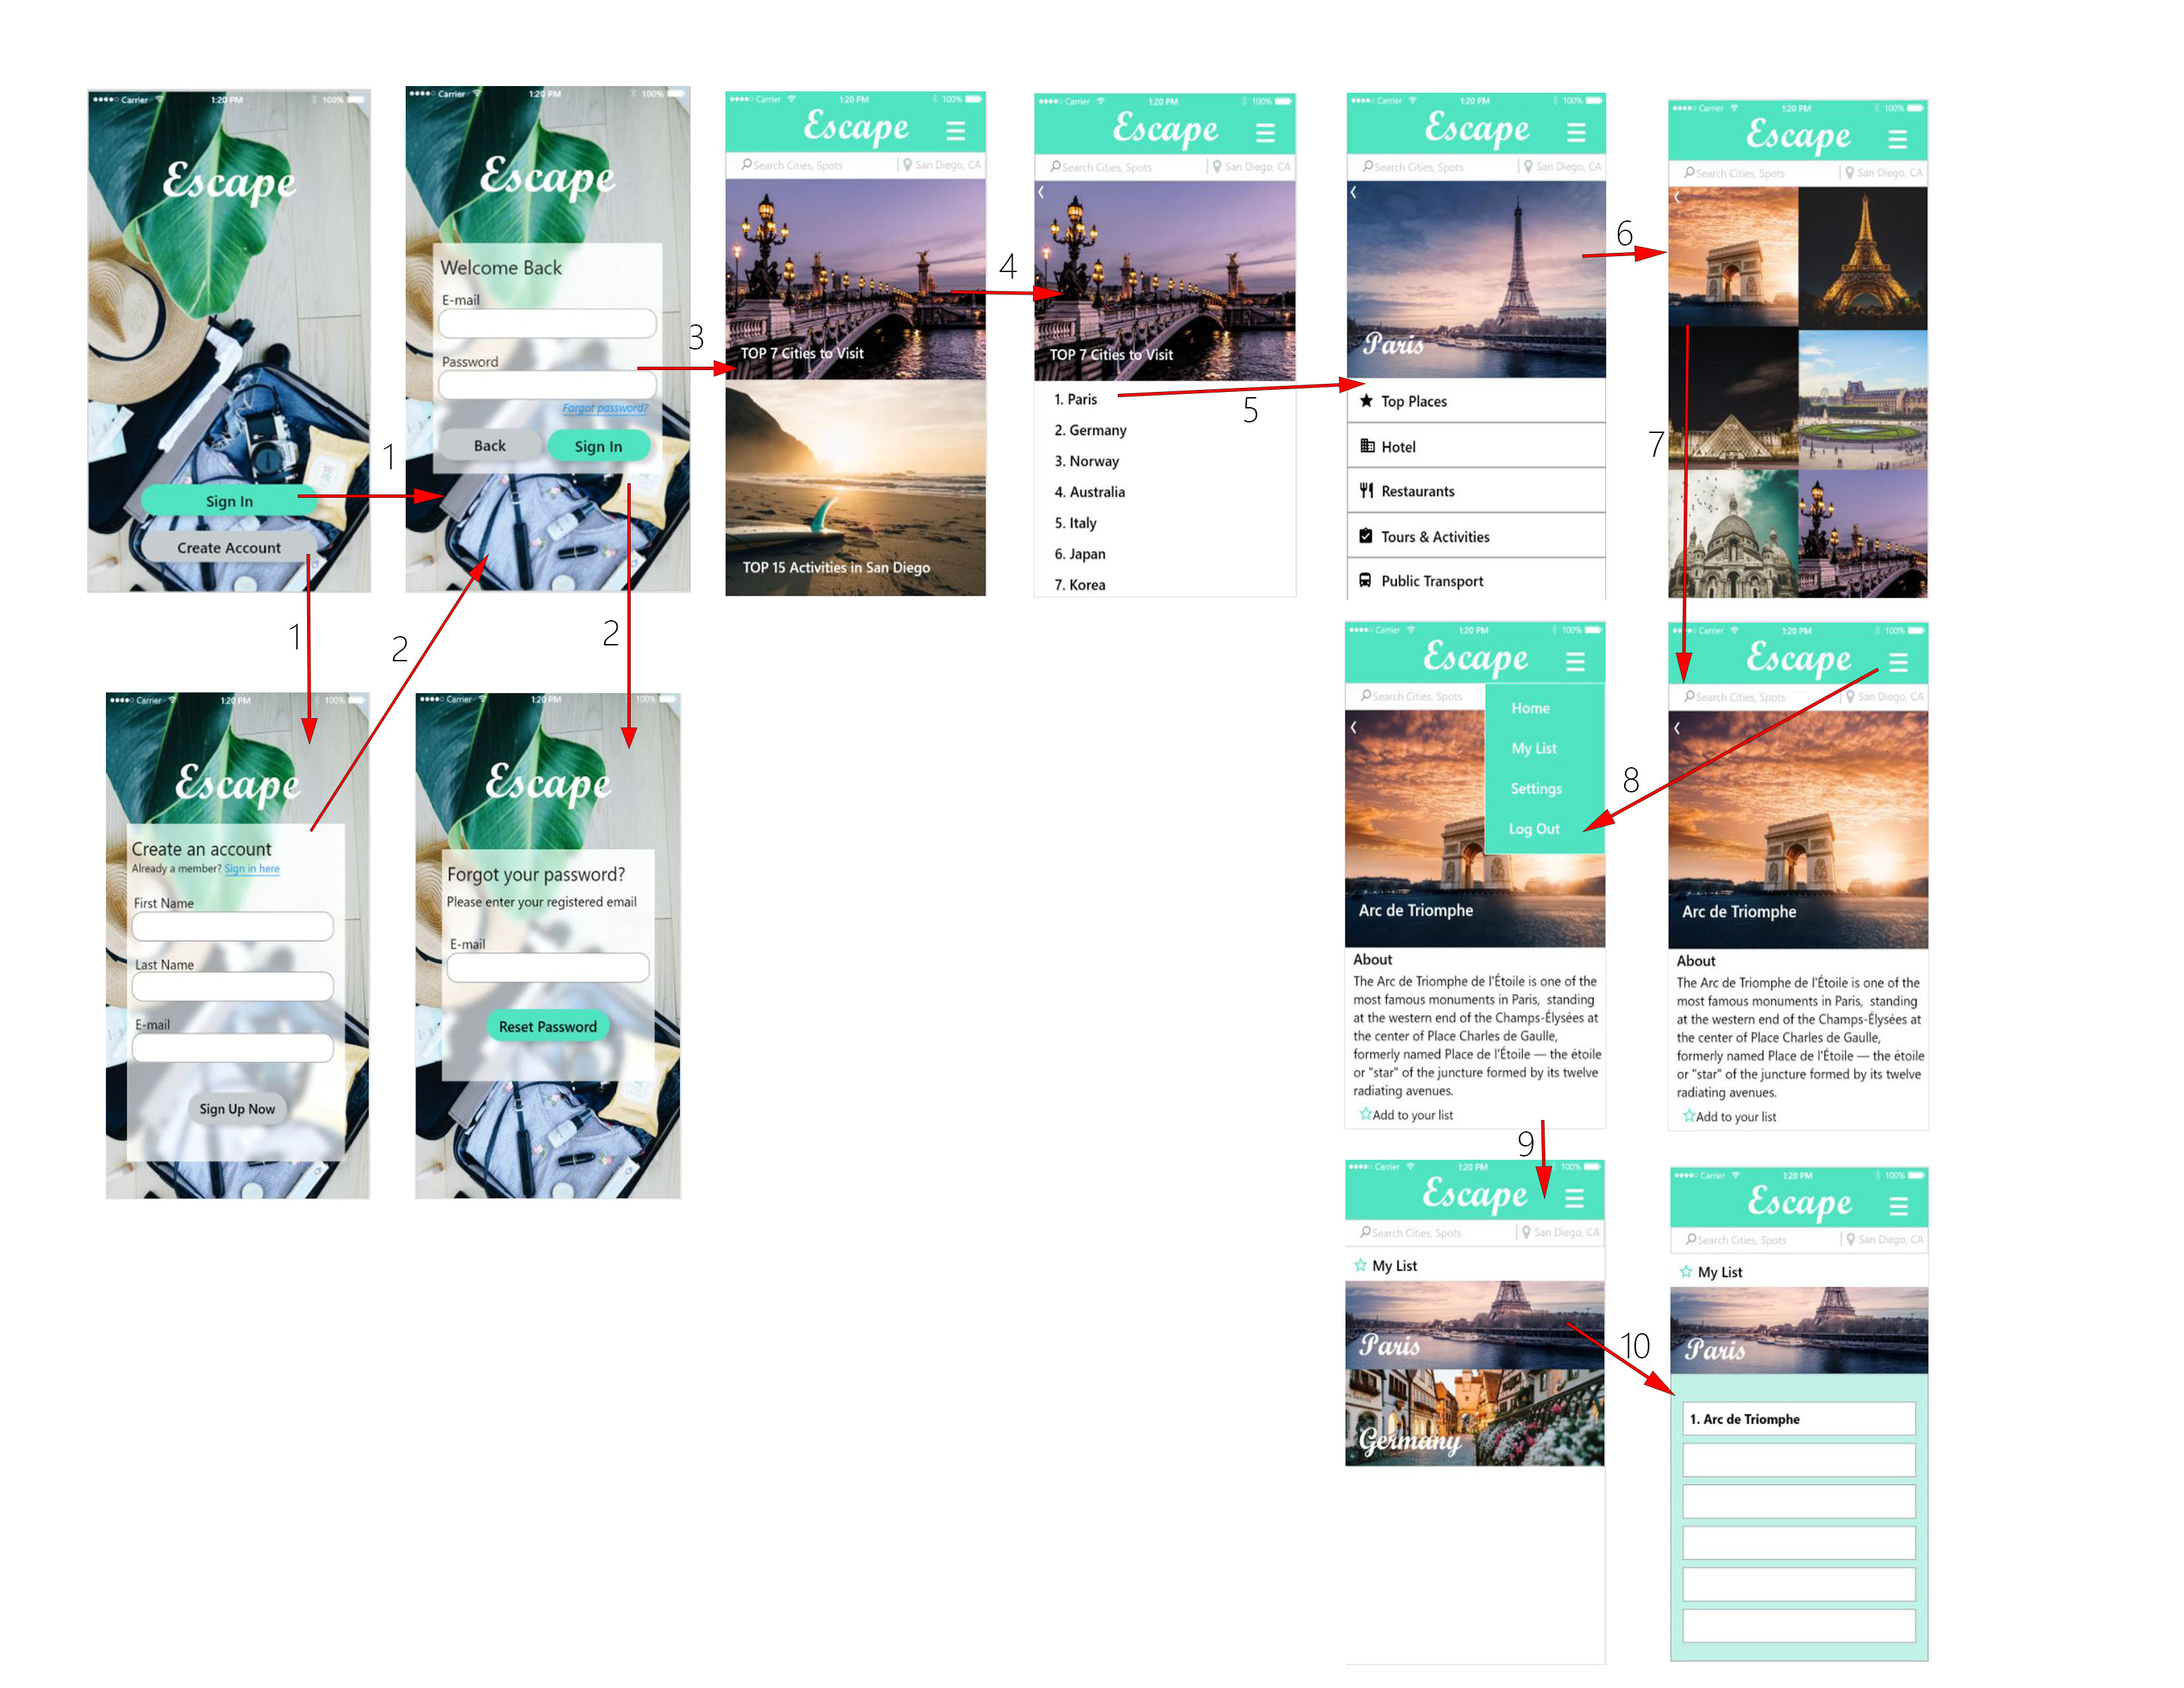 Carrier 1:20 PM 100%
Escape
Sign In
Create Account
1
1
Carrier 1:20 PM 100%
Escape
Welcome Back
E-mail
Password
Forgot password?
Back
Sign In
2
2
3
Carrier 1:20 PM 100%
Escape
Search Cities, Spots
San Diego, CA
TOP 7 Cities to Visit
TOP 15 Activities in San Diego
4
Carrier 1:20 PM 100%
Escape
Search Cities, Spots
San Diego, CA
TOP 7 Cities to Visit
1. Paris
2. Germany
3. Norway
4. Australia
5. Italy
6. Japan
7. Korea
5
Carrier 1:20 PM 100%
Escape
Search Cities, Spots
San Diego, CA
Paris
Top Places
Hotel
Restaurants
Tours & Activities
Public Transport
6
Carrier 1:20 PM 100%
Escape
Search Cities, Spots
San Diego, CA
7
Carrier 1:20 PM 100%
Escape
Create an account
Already a member? Sign in here
First Name
Last Name
E-mail
Sign Up Now
Carrier 1:20 PM 100%
Escape
Forgot your password?
Please enter your registered email
E-mail
Reset Password
Carrier 1:20 PM 100%
Escape
Search Cities, Spots
Home
My List
Settings
Log Out
Arc de Triomphe
About
The Arc de Triomphe de l'Étoile is one of the
most famous monuments in Paris, standing
at the western end of the Champs-Élysées at
the center of Place Charles de Gaulle,
formerly named Place de l'Étoile — the étoile
or "star" of the juncture formed by its twelve
radiating avenues.
Add to your list
8
Carrier 1:20 PM 100%
Escape
Search Cities, Spots
San Diego, CA
Arc de Triomphe
About
The Arc de Triomphe de l'Étoile is one of the
most famous monuments in Paris, standing
at the western end of the Champs-Élysées at
the center of Place Charles de Gaulle,
formerly named Place de l'Étoile — the étoile
or "star" of the juncture formed by its twelve
radiating avenues.
Add to your list
9
Carrier 1:20 PM 100%
Escape
Search Cities, Spots
San Diego, CA
My List
Paris
Germany
10
Carrier 1:20 PM 100%
Escape
Search Cities, Spots
San Diego, CA
My List
Paris
1. Arc de Triomphe